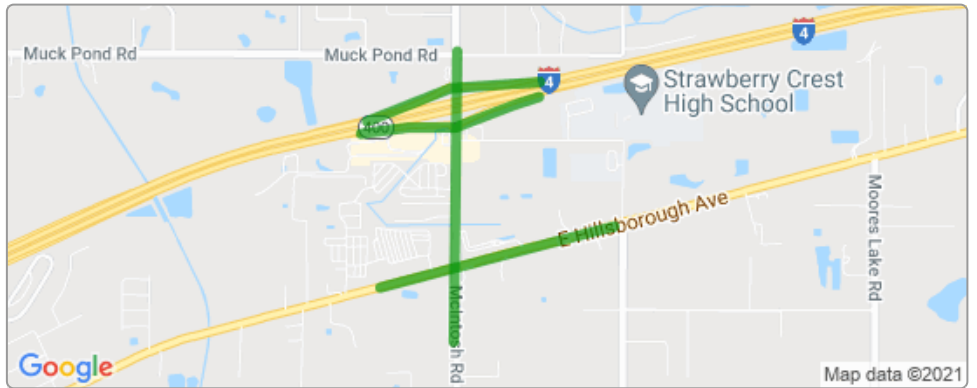 Muck Pond Rd
Muck Pond Rd
4
4
Strawberry Crest
High School
400
E Hillsborough Ave
Moores Lake Rd
McIntosh Rd
Google
Map data ©2021